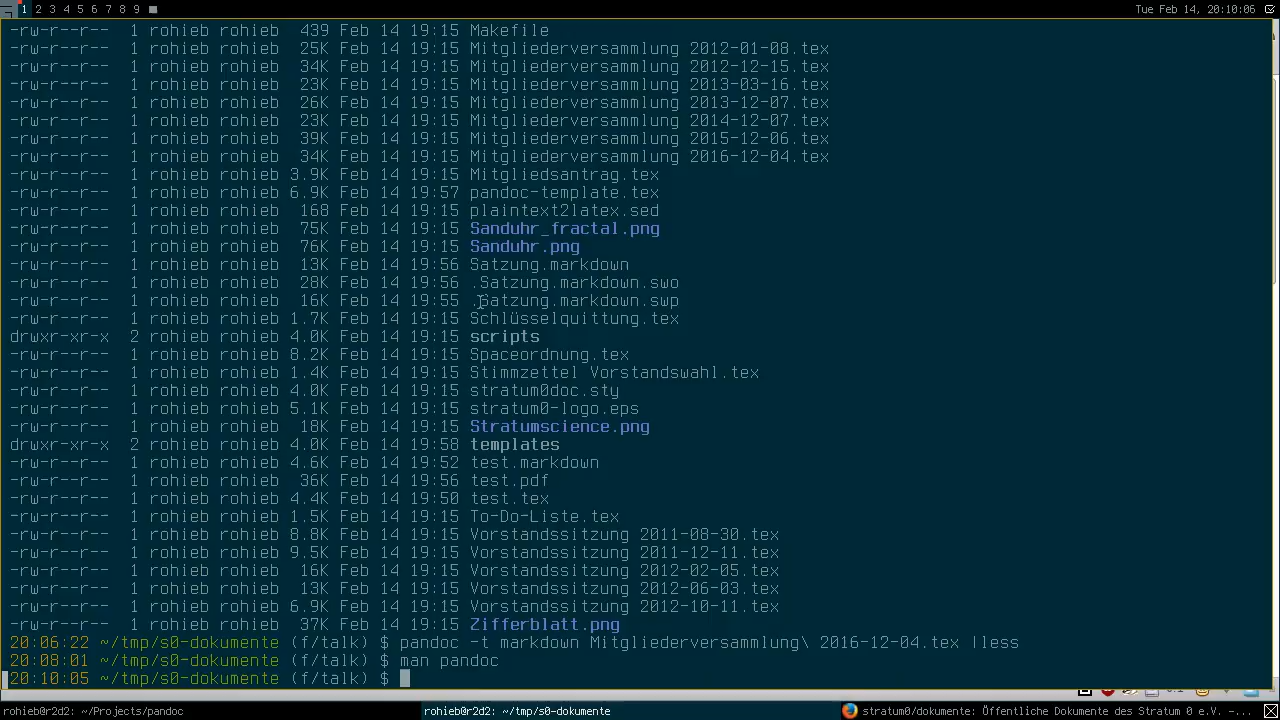 1 2 3 4 5 6 7 8 9 Tue Feb 14, 20:10:06
-rw-r--r-- 1 rohieb rohieb 439 Feb 14 19:15 Makefile
-rw-r--r-- 1 rohieb rohieb 25K Feb 14 19:15 Mitgliederversammlung 2012-01-08.tex
-rw-r--r-- 1 rohieb rohieb 34K Feb 14 19:15 Mitgliederversammlung 2012-12-15.tex
-rw-r--r-- 1 rohieb rohieb 23K Feb 14 19:15 Mitgliederversammlung 2013-03-16.tex
-rw-r--r-- 1 rohieb rohieb 26K Feb 14 19:15 Mitgliederversammlung 2013-12-07.tex
-rw-r--r-- 1 rohieb rohieb 23K Feb 14 19:15 Mitgliederversammlung 2014-12-07.tex
-rw-r--r-- 1 rohieb rohieb 39K Feb 14 19:15 Mitgliederversammlung 2015-12-06.tex
-rw-r--r-- 1 rohieb rohieb 34K Feb 14 19:15 Mitgliederversammlung 2016-12-04.tex
-rw-r--r-- 1 rohieb rohieb 3.9K Feb 14 19:15 Mitgliedsantrag.tex
-rw-r--r-- 1 rohieb rohieb 6.9K Feb 14 19:57 pandoc-template.tex
-rw-r--r-- 1 rohieb rohieb 168 Feb 14 19:15 plaintext2latex.sed
-rw-r--r-- 1 rohieb rohieb 75K Feb 14 19:15 Sanduhr_fractal.png
-rw-r--r-- 1 rohieb rohieb 76K Feb 14 19:15 Sanduhr.png
-rw-r--r-- 1 rohieb rohieb 13K Feb 14 19:56 Satzung.markdown
-rw-r--r-- 1 rohieb rohieb 28K Feb 14 19:56 .Satzung.markdown.swo
-rw-r--r-- 1 rohieb rohieb 16K Feb 14 19:55 .Satzung.markdown.swp
-rw-r--r-- 1 rohieb rohieb 1.7K Feb 14 19:15 Schlüsselquittung.tex
drwxr-xr-x 2 rohieb rohieb 4.0K Feb 14 19:15 scripts
-rw-r--r-- 1 rohieb rohieb 8.2K Feb 14 19:15 Spaceordnung.tex
-rw-r--r-- 1 rohieb rohieb 1.4K Feb 14 19:15 Stimmzettel Vorstandswahl.tex
-rw-r--r-- 1 rohieb rohieb 4.0K Feb 14 19:15 stratum0doc.sty
-rw-r--r-- 1 rohieb rohieb 5.1K Feb 14 19:15 stratum0-logo.eps
-rw-r--r-- 1 rohieb rohieb 18K Feb 14 19:15 Stratumscience.png
drwxr-xr-x 2 rohieb rohieb 4.0K Feb 14 19:58 templates
-rw-r--r-- 1 rohieb rohieb 4.6K Feb 14 19:52 test.markdown
-rw-r--r-- 1 rohieb rohieb 36K Feb 14 19:56 test.pdf
-rw-r--r-- 1 rohieb rohieb 4.4K Feb 14 19:50 test.tex
-rw-r--r-- 1 rohieb rohieb 1.5K Feb 14 19:15 To-Do-Liste.tex
-rw-r--r-- 1 rohieb rohieb 8.8K Feb 14 19:15 Vorstandssitzung 2011-08-30.tex
-rw-r--r-- 1 rohieb rohieb 9.5K Feb 14 19:15 Vorstandssitzung 2011-12-11.tex
-rw-r--r-- 1 rohieb rohieb 16K Feb 14 19:15 Vorstandssitzung 2012-02-05.tex
-rw-r--r-- 1 rohieb rohieb 13K Feb 14 19:15 Vorstandssitzung 2012-06-03.tex
-rw-r--r-- 1 rohieb rohieb 6.9K Feb 14 19:15 Vorstandssitzung 2012-10-11.tex
-rw-r--r-- 1 rohieb rohieb 37K Feb 14 19:15 Zifferblatt.png
20:06:22 ~/tmp/s0-dokumente (f/talk) $ pandoc -t markdown Mitgliederversammlung\ 2016-12-04.tex |less
20:08:01 ~/tmp/s0-dokumente (f/talk) $ man pandoc
20:10:05 ~/tmp/s0-dokumente (f/talk) $
rohieb@r2d2: ~/Projects/pandoc rohieb@r2d2: ~/tmp/s0-dokumente stratum0/dokumente: Öffentliche Dokumente des Stratum 0 e.V. -...